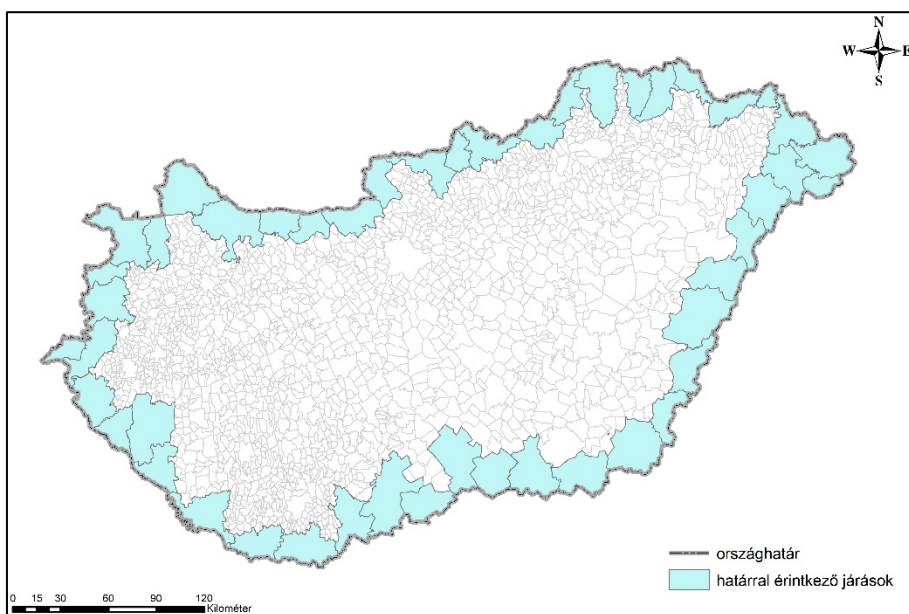 N
W E
S
országhatár
határral érintkező járások
0 15 30 60 90 120
Kilométer